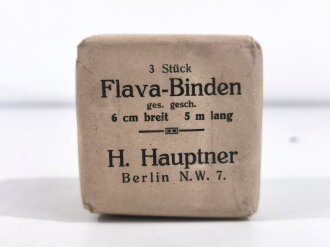 3 Stück
Flava-Binden
ges. gesch.
6 cm breit 5 m lang
H. Hauptner
Berlin N.W. 7.